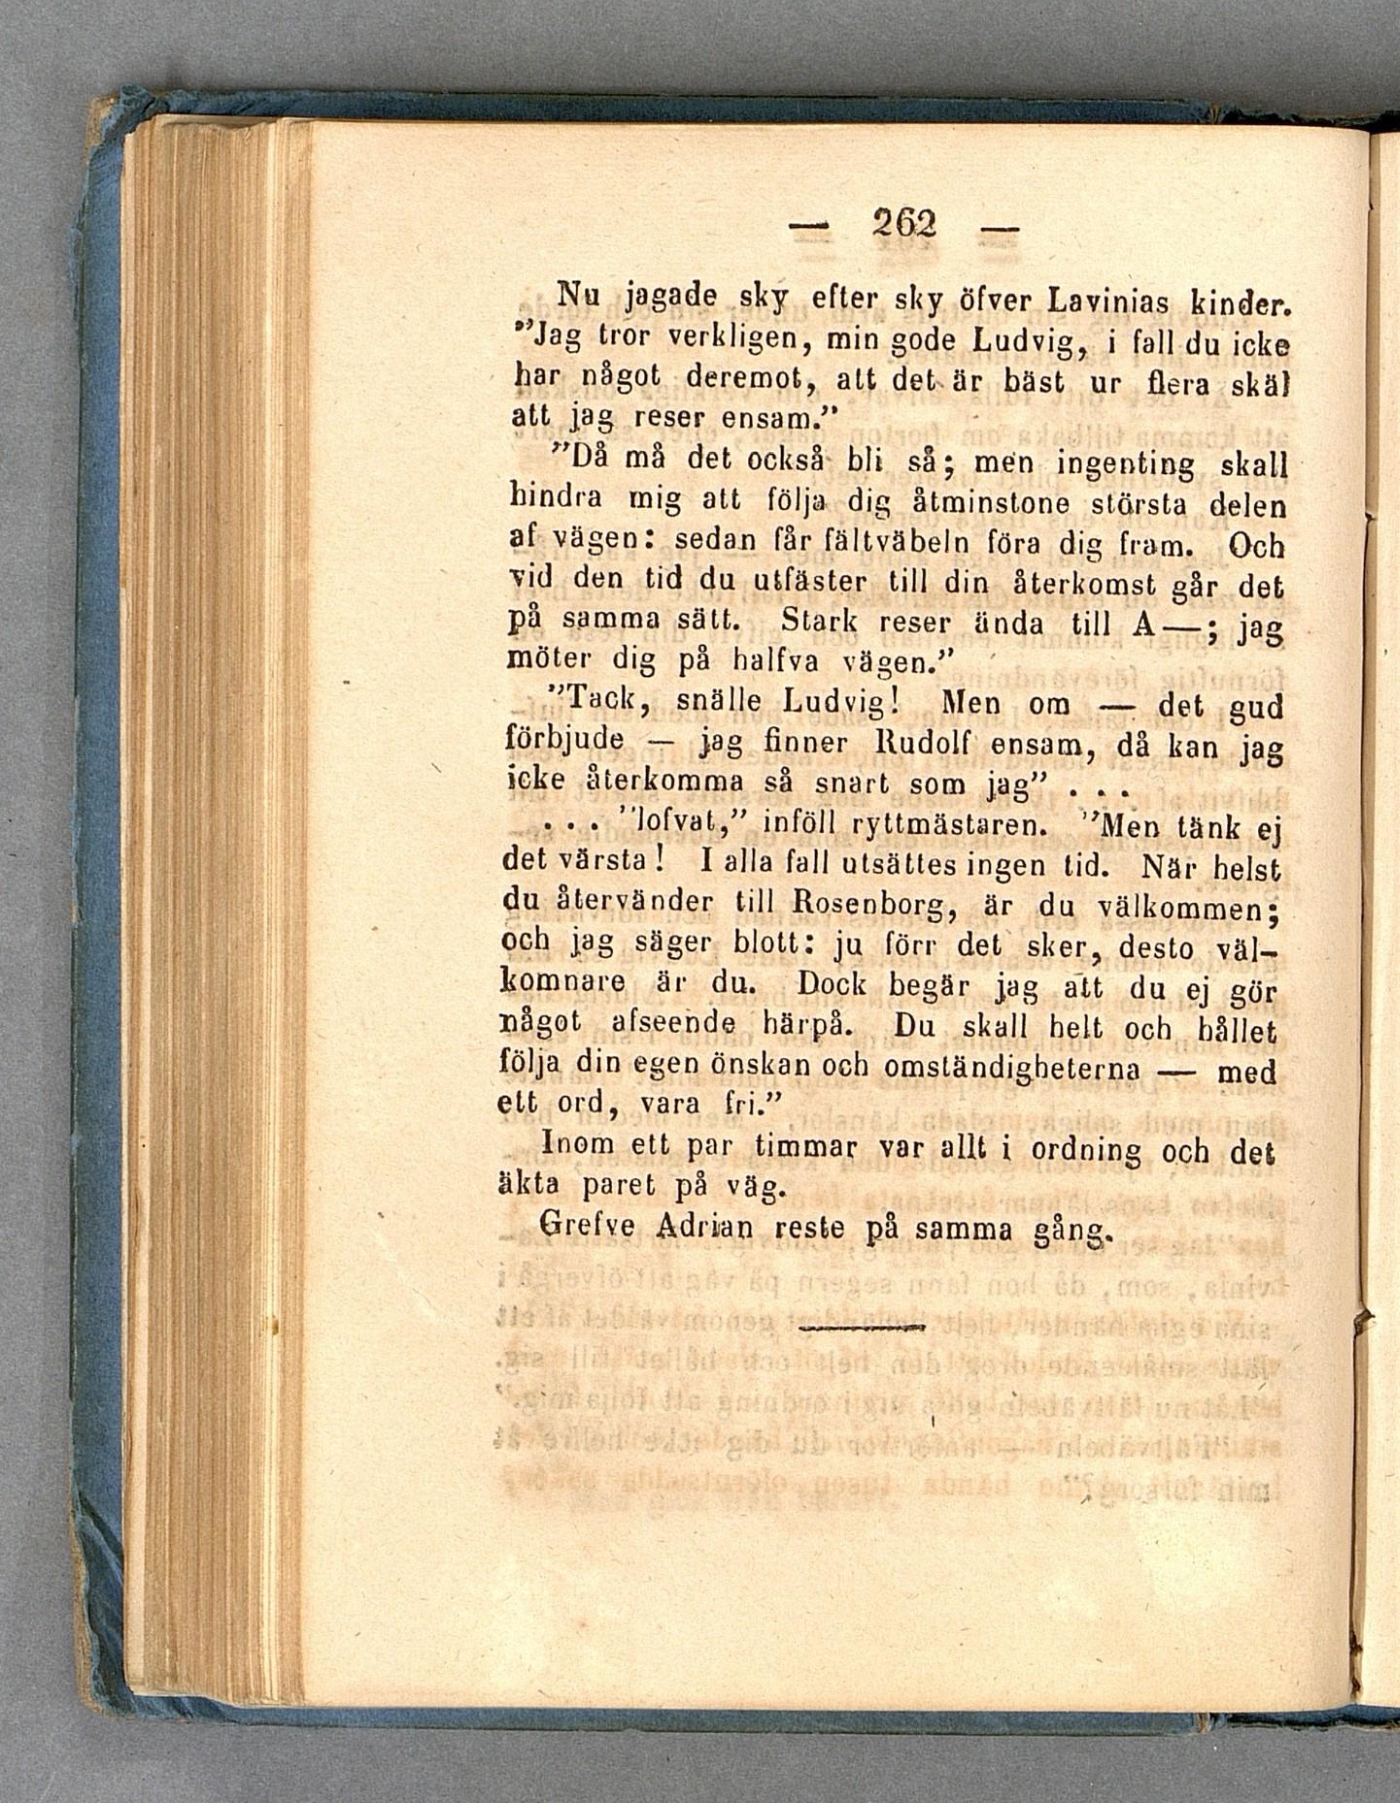 — 262 —
Nu jagade sky efter sky öfver Lavinias kinder.
”Jag tror verkligen, min gode Ludvig, i fall du icke
har något deremot, att det är bäst ur flera skäl
att jag reser ensam.”
”Då må det också bli så; men ingenting skall
hindra mig att följa dig åtminstone största delen
af vägen: sedan får fältväbeln föra dig fram. Och
vid den tid du utfäster till din återkomst går det
på samma sätt. Stark reser ända till A—; jag
möter dig på halfva vägen.”
”Tack, snälle Ludvig! Men om — det gud
förbjude — jag finner Rudolf ensam, då kan jag
icke återkomma så snart som jag” . . .
. . . ”lofvat,” inföll ryttmästaren. ”Men tänk ej
det värsta! I alla fall utsättes ingen tid. När helst
du återvänder till Rosenborg, är du välkommen;
och jag säger blott: ju förr det sker, desto väl-
komnare är du. Dock begär jag att du ej gör
något afseende härpå. Du skall helt och hållet
följa din egen önskan och omständigheterna — med
ett ord, vara fri.”
Inom ett par timmar var allt i ordning och det
äkta paret på väg.
Grefve Adrian reste på samma gång.